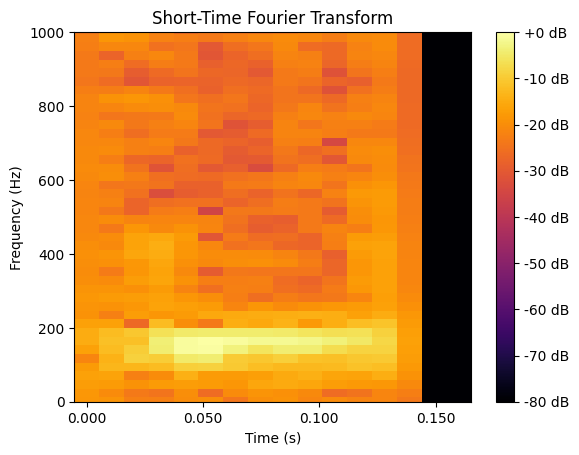 Short-Time Fourier Transform
1000
800
600
400
200
0
Frequency (Hz)
0.000
0.050
0.100
0.150
Time (s)
+0 dB
-10 dB
-20 dB
-30 dB
-40 dB
-50 dB
-60 dB
-70 dB
-80 dB